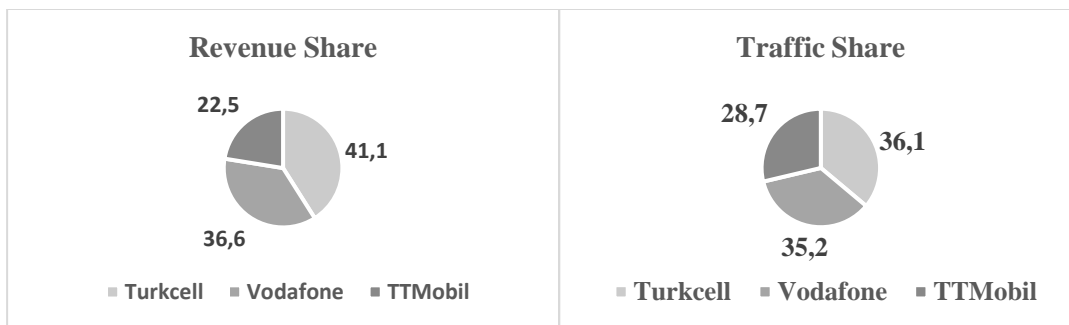 Revenue Share
22,5
41,1
36,6
Turkcell Vodafone TTMobil
Traffic Share
28,7
36,1
35,2
Turkcell Vodafone TTMobil